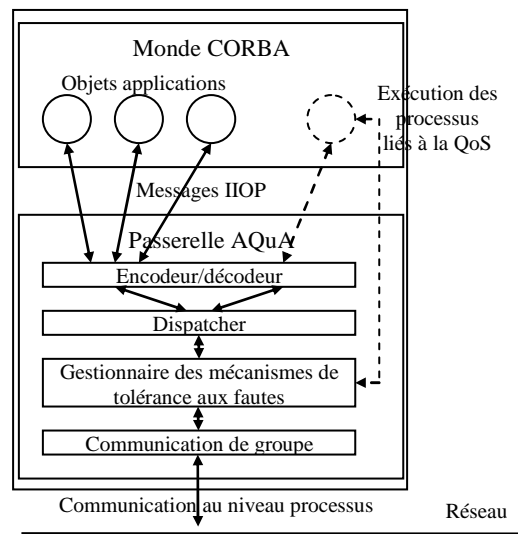 Monde CORBA
Objets applications
Exécution des
processus
liés à la QoS
Messages IIOP
Passerelle AQuA
Encodeur/décodeur
Dispatcher
Gestionnaire des mécanismes de
tolérance aux fautes
Communication de groupe
Communication au niveau processus
Réseau